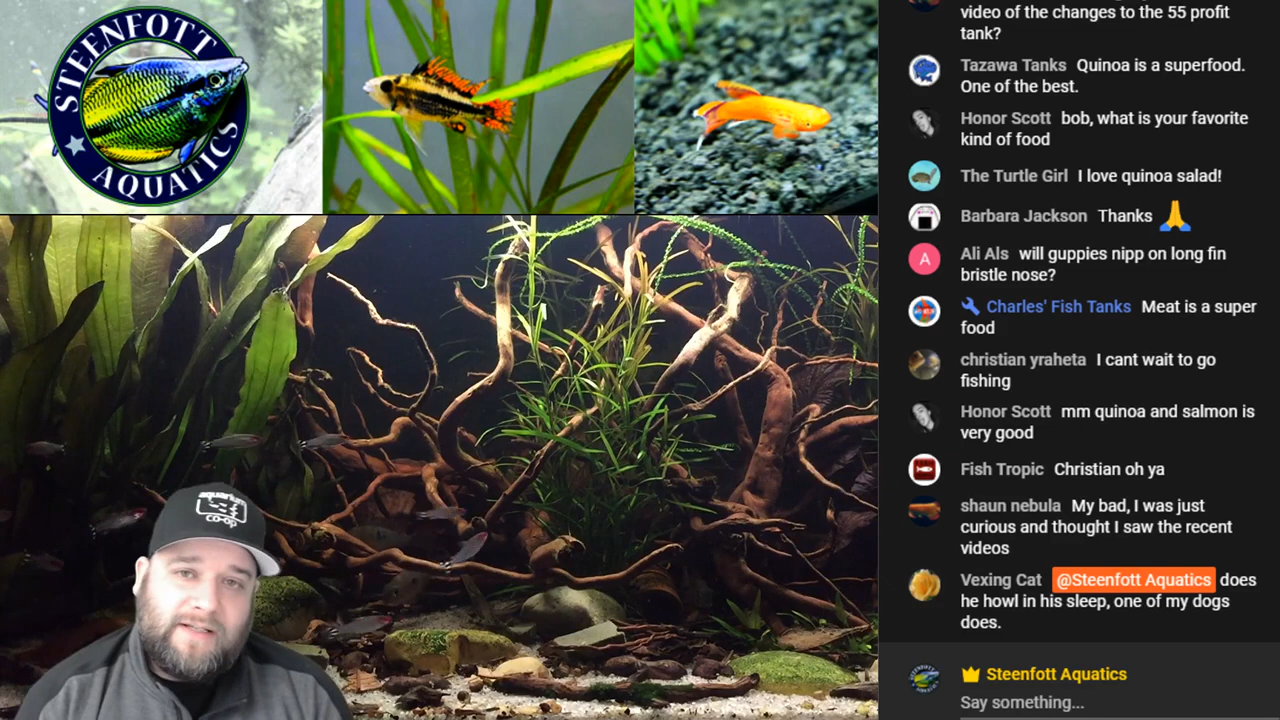 STEENFOTT
AQUATICS
aquarium
co-op
video of the changes to the 55 profit
tank?
Tazawa Tanks Quinoa is a superfood.
One of the best.
Honor Scott bob, what is your favorite
kind of food
The Turtle Girl I love quinoa salad!
Barbara Jackson Thanks 🙏
A
Ali Als will guppies nipp on long fin
bristle nose?
Charles' Fish Tanks Meat is a super
food
christian yraheta I cant wait to go
fishing
Honor Scott mm quinoa and salmon is
very good
Fish Tropic Christian oh ya
shaun nebula My bad, I was just
curious and thought I saw the recent
videos
Vexing Cat @Steenfott Aquatics does
he howl in his sleep, one of my dogs
does.
Steenfott Aquatics
Say something...